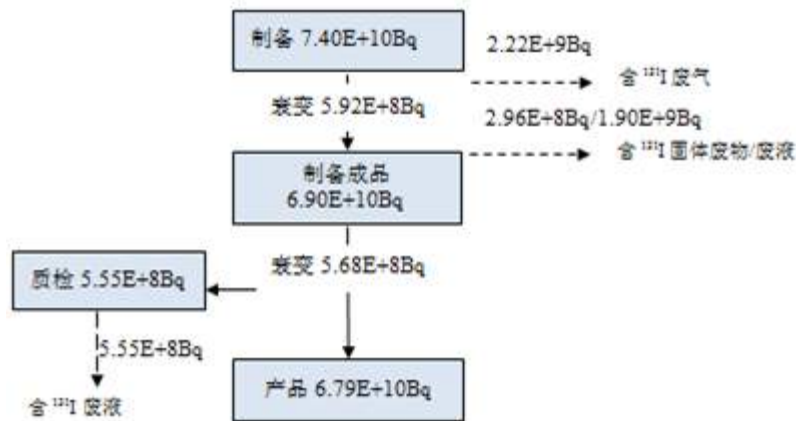 制备 7.40E+10Bq
2.22E+9Bq
含 ¹³¹I 废气
衰变 5.92E+8Bq
2.96E+8Bq/1.90E+9Bq
含 ¹³¹I 固体废物/废液
制备成品
6.90E+10Bq
质检 5.55E+8Bq
衰变 5.68E+8Bq
5.55E+8Bq
含 ¹³¹I 废液
产品 6.79E+10Bq